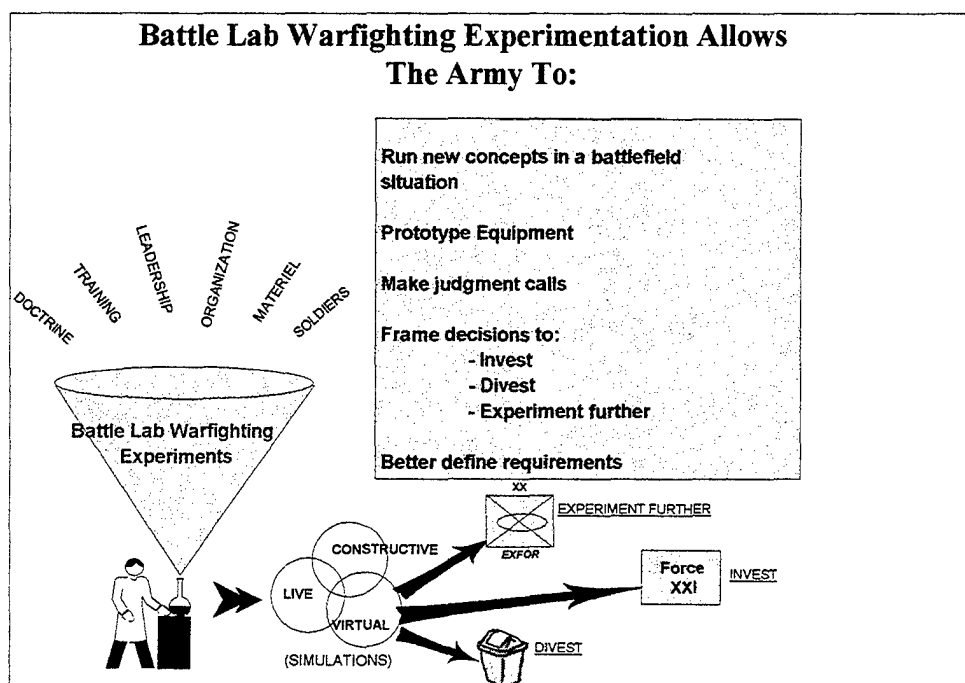 Battle Lab Warfighting Experimentation Allows
The Army To:
Run new concepts in a battlefield
situation
Prototype Equipment
Make judgment calls
Frame decisions to:
- Invest
- Divest
- Experiment further
Better define requirements
DOCTRINE
TRAINING
LEADERSHIP
ORGANIZATION
MATERIEL
SOLDIERS
Battle Lab Warfighting
Experiments
CONSTRUCTIVE
LIVE
VIRTUAL
(SIMULATIONS)
XX
EXFOR
EXPERIMENT FURTHER
Force
XXI
INVEST
DIVEST